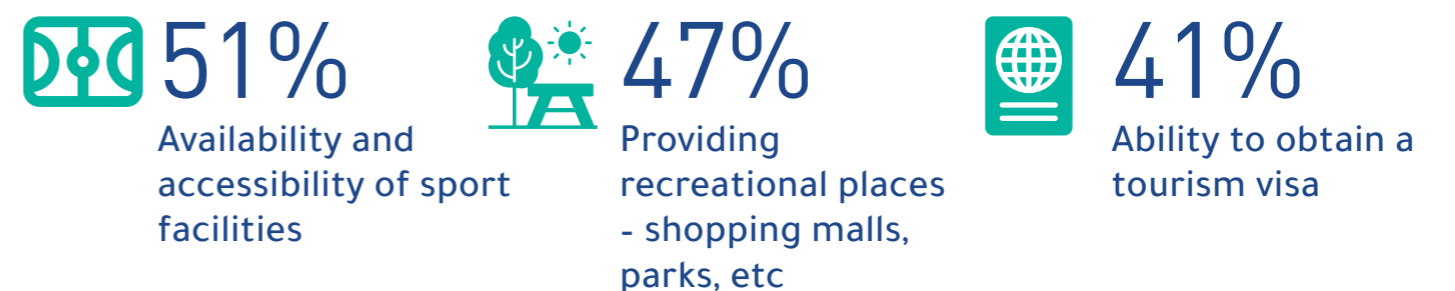 51%
Availability and
accessibility of sport
facilities
47%
Providing
recreational places
- shopping malls,
parks, etc
41%
Ability to obtain a
tourism visa